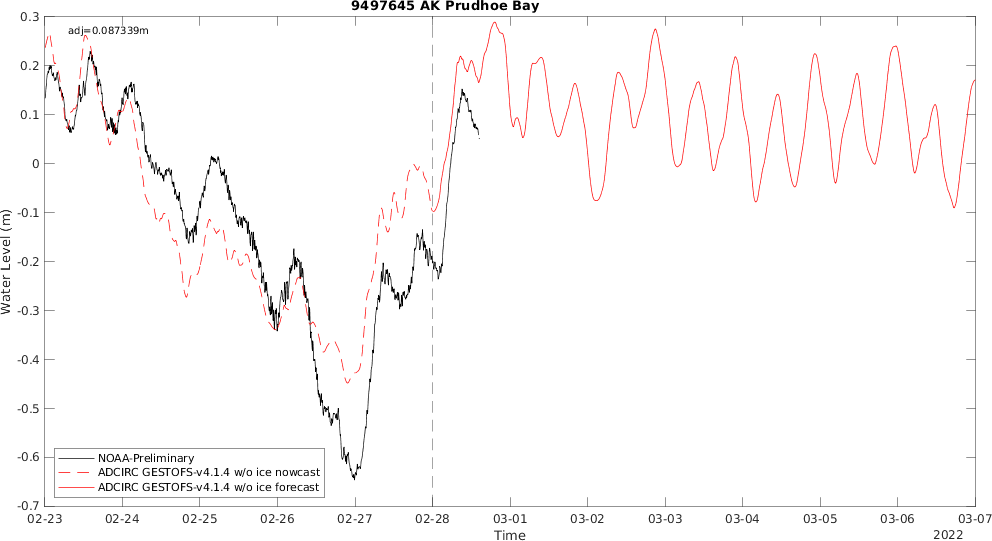 9497645 AK Prudhoe Bay
adj=0.087339m
0.3
0.2
0.1
0
-0.1
-0.2
-0.3
-0.4
-0.5
-0.6
-0.7
Water Level (m)
NOAA-Preliminary
ADCIRC GESTOFS-v4.1.4 w/o ice nowcast
ADCIRC GESTOFS-v4.1.4 w/o ice forecast
02-23 02-24 02-25 02-26 02-27 02-28 03-01 03-02 03-03 03-04 03-05 03-06 03-07
Time
2022